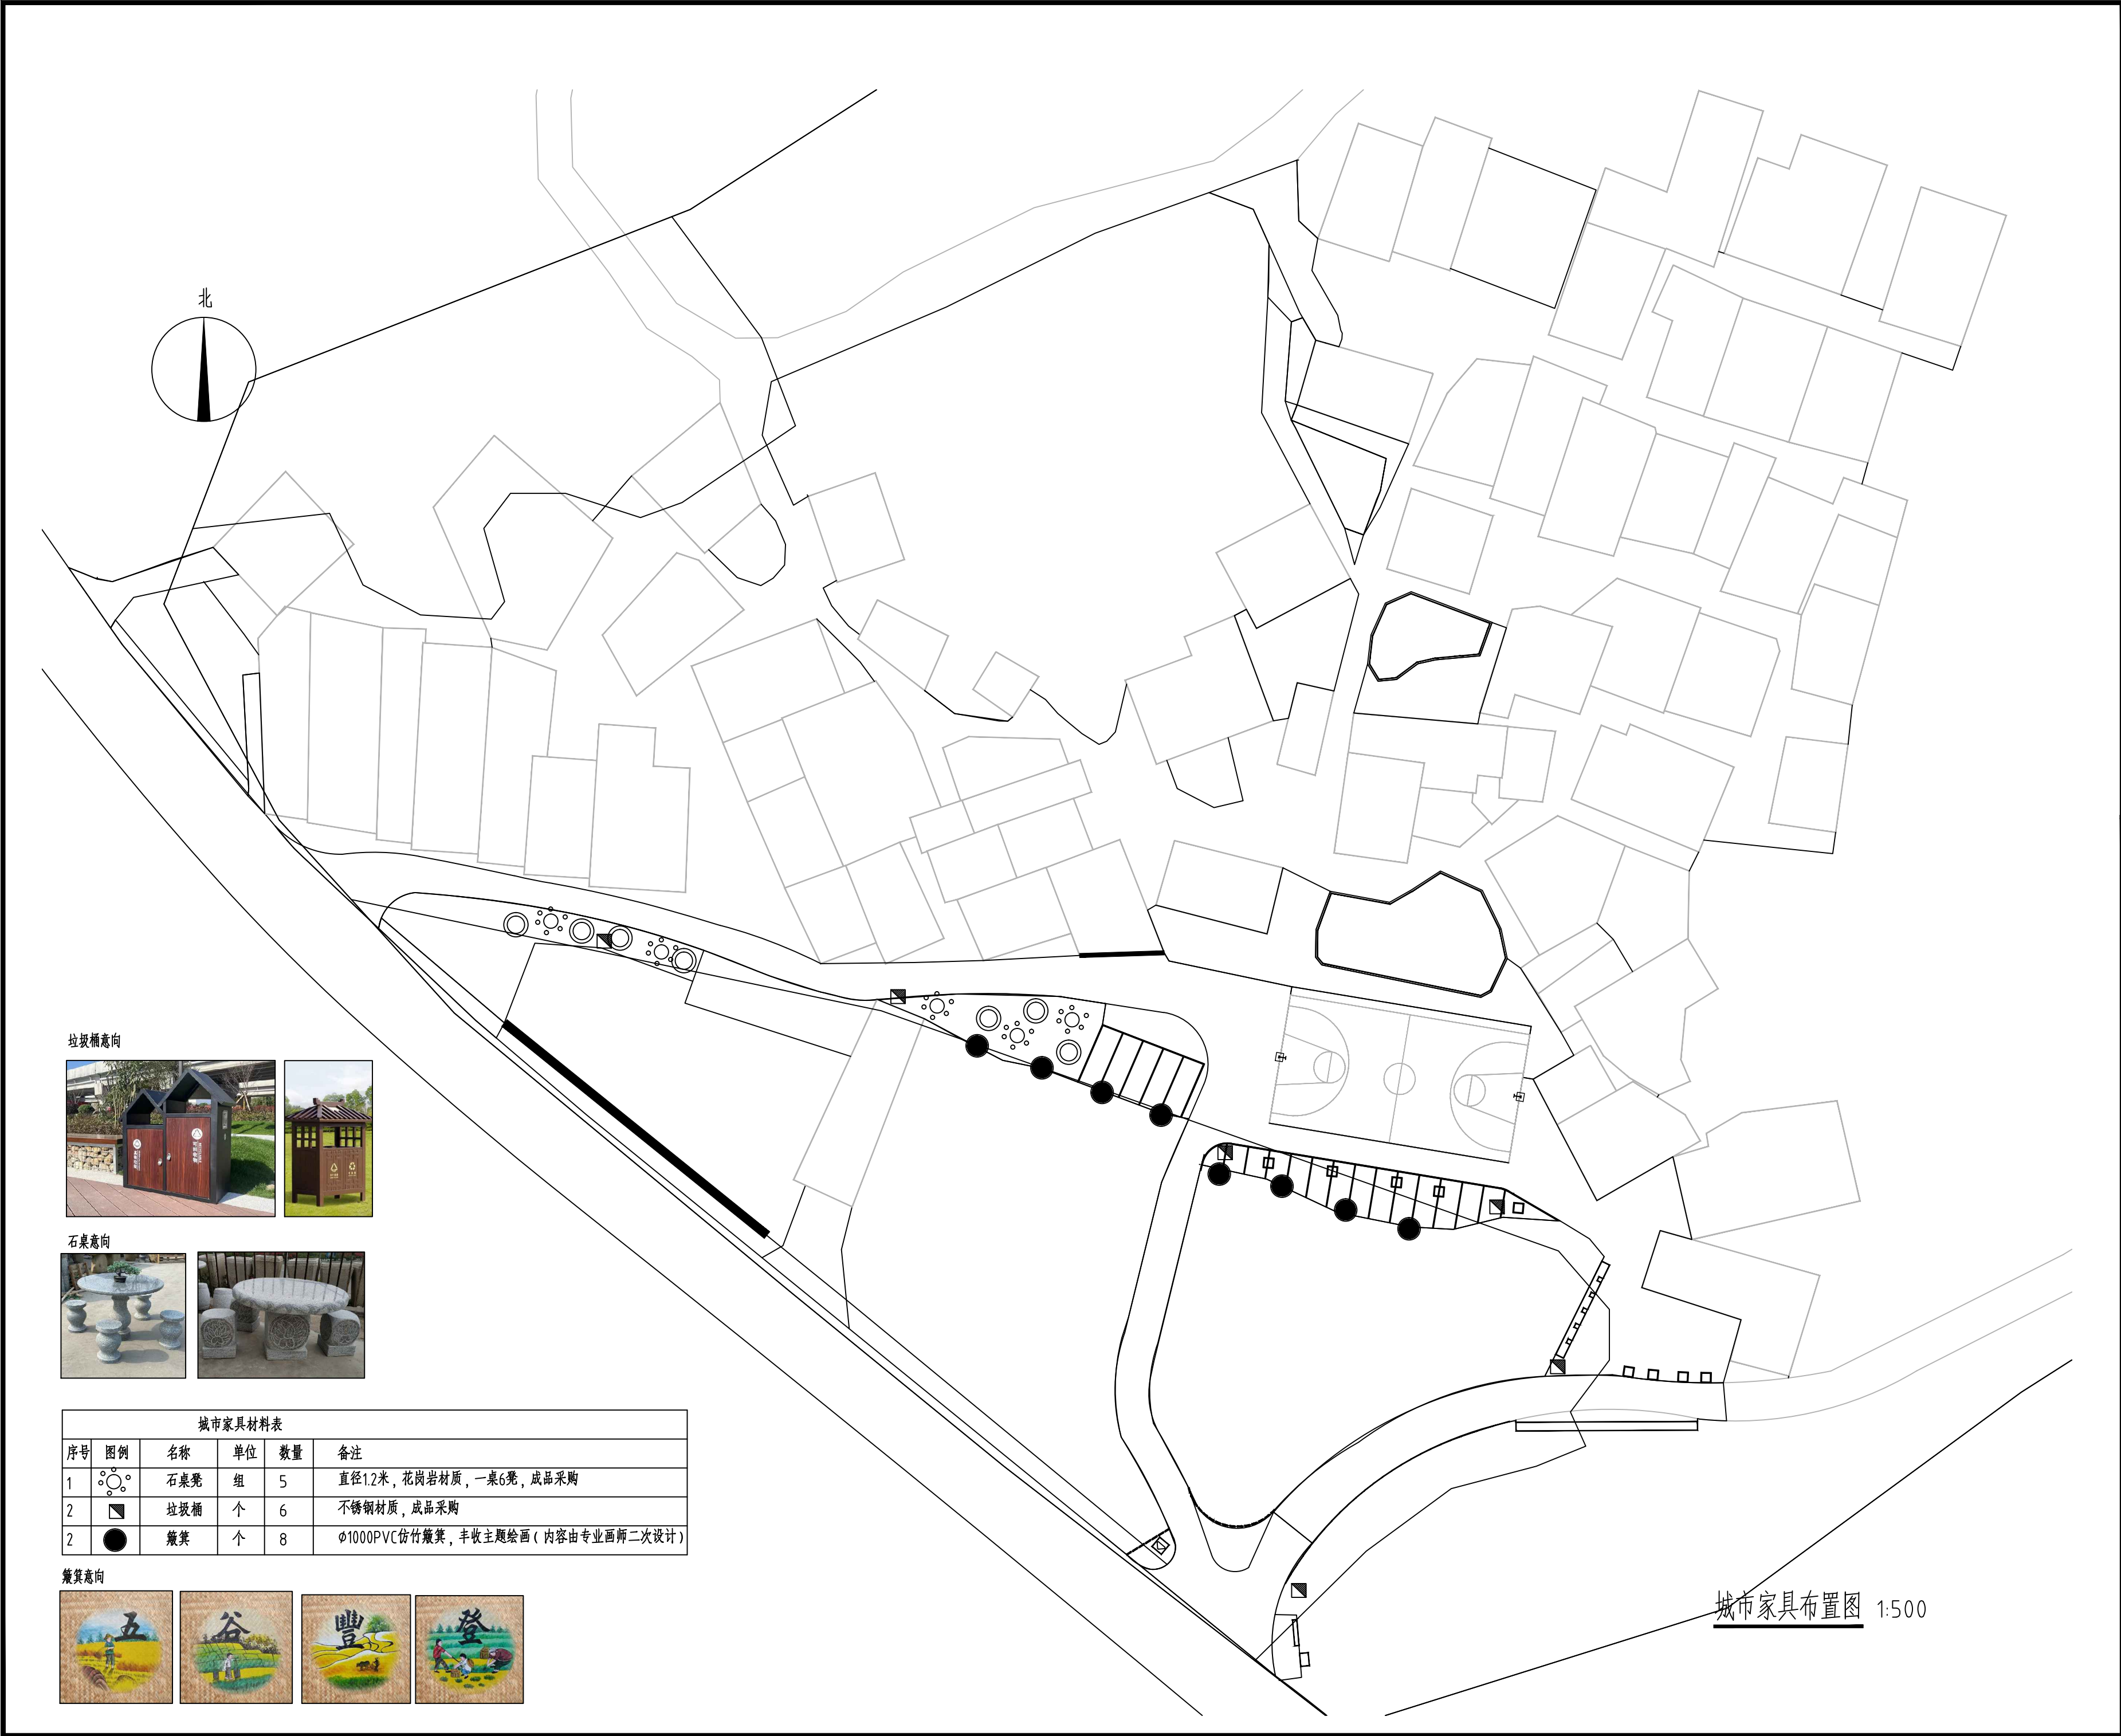 北
垃圾桶意向
石桌意向
城市家具材料表
序号 图例 名称 单位 数量 备注
1 石桌凳 组 5 直径1.2米，花岗岩材质，一桌6凳，成品采购
2 垃圾桶 个 6 不锈钢材质，成品采购
2 簸箕 个 8 φ1000PVC仿竹簸箕，丰收主题绘画（内容由专业画师二次设计）
簸箕意向
五 谷 豐 登
城市家具布置图 1:500